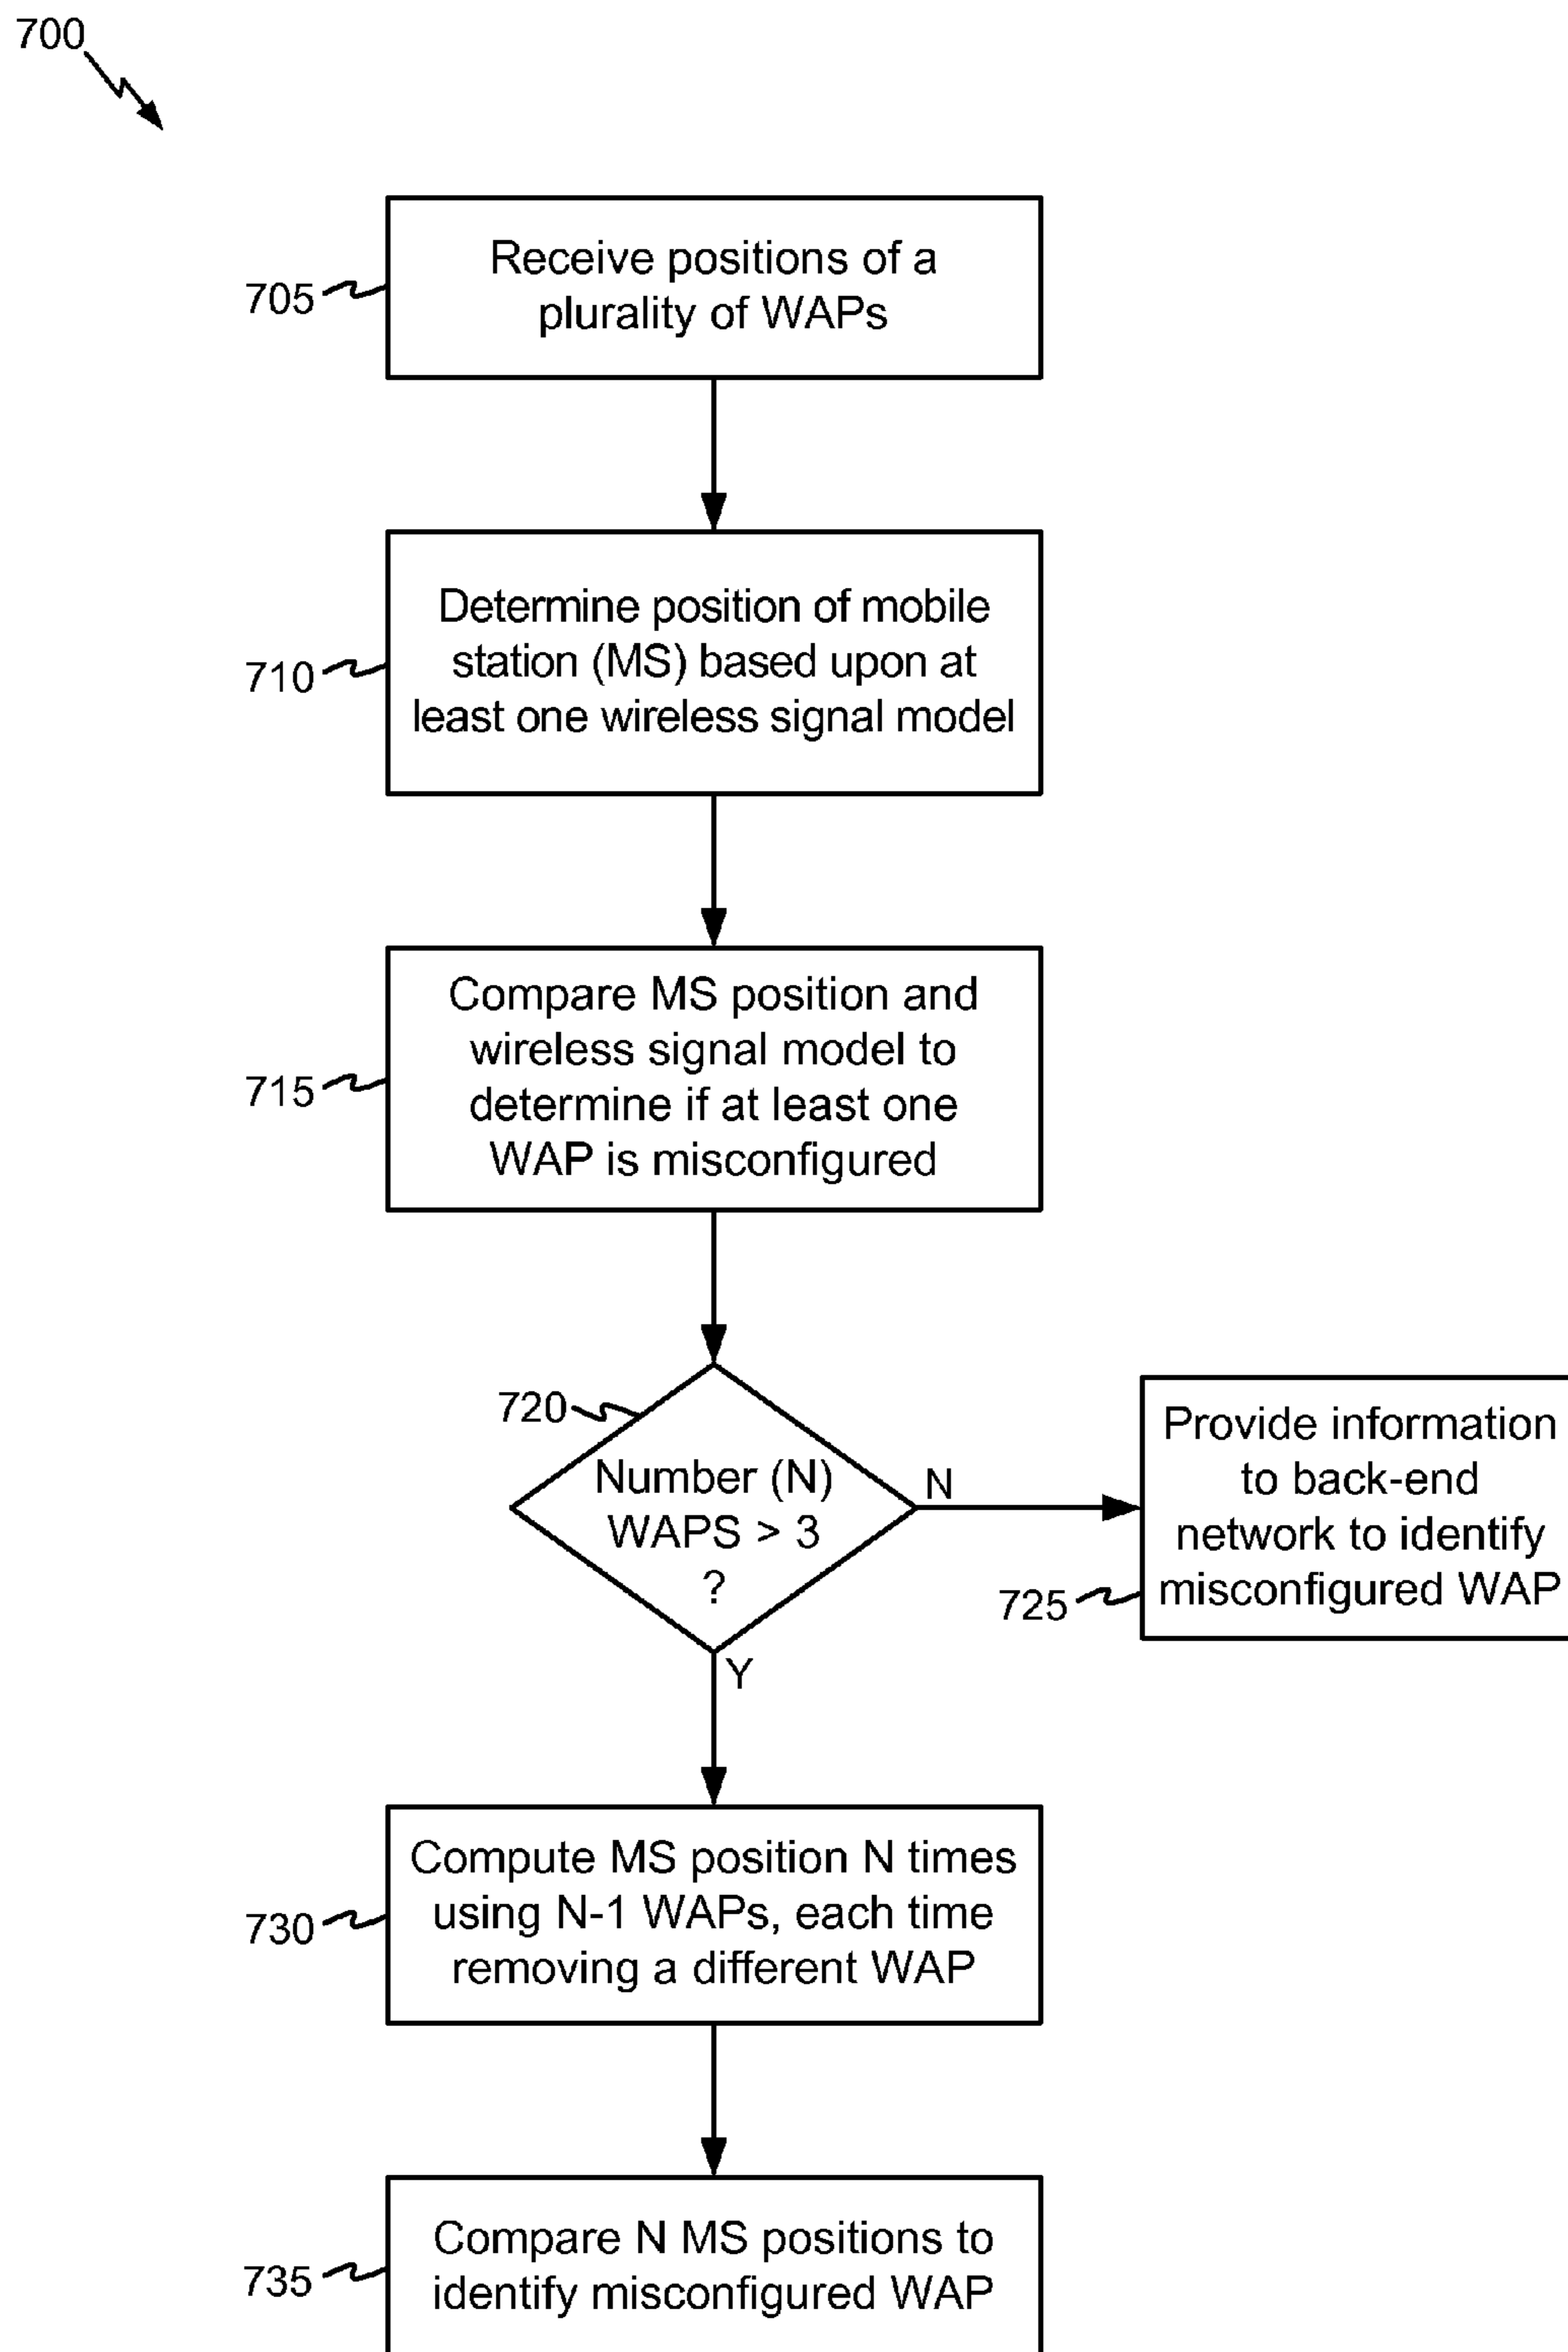 700
705
Receive positions of a
plurality of WAPs
710
Determine position of mobile
station (MS) based upon at
least one wireless signal model
715
Compare MS position and
wireless signal model to
determine if at least one
WAP is misconfigured
720
Number (N)
WAPS > 3
?
N
Y
725
Provide information
to back-end
network to identify
misconfigured WAP
730
Compute MS position N times
using N-1 WAPs, each time
removing a different WAP
735
Compare N MS positions to
identify misconfigured WAP